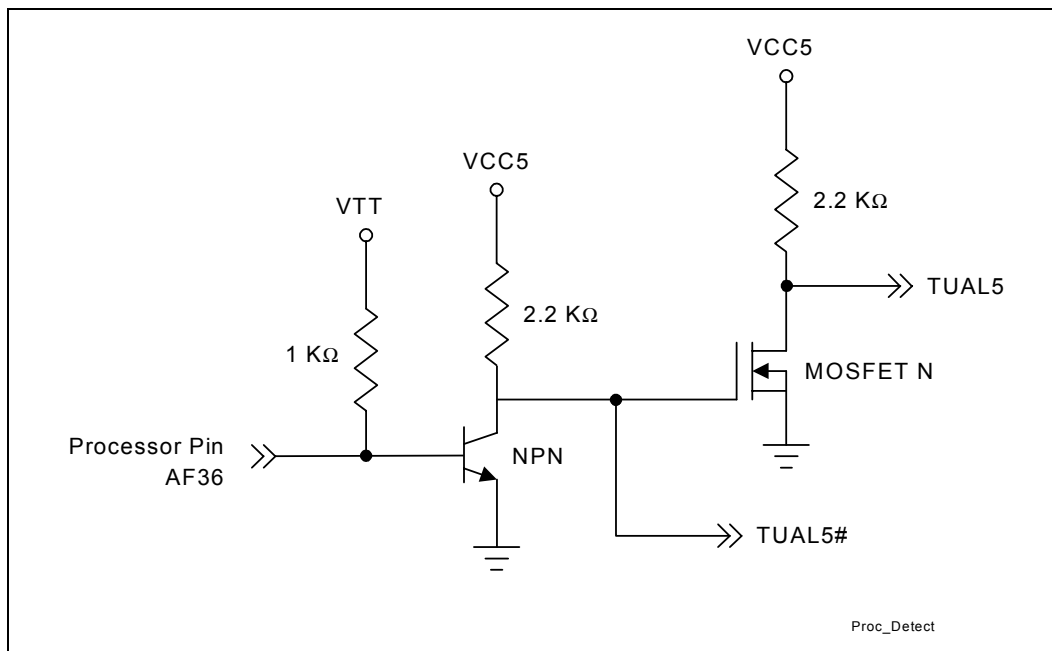 VCC5
VCC5
VTT
2.2 KΩ
2.2 KΩ
TUAL5
1 KΩ
MOSFET N
Processor Pin
AF36
NPN
TUAL5#
Proc_Detect